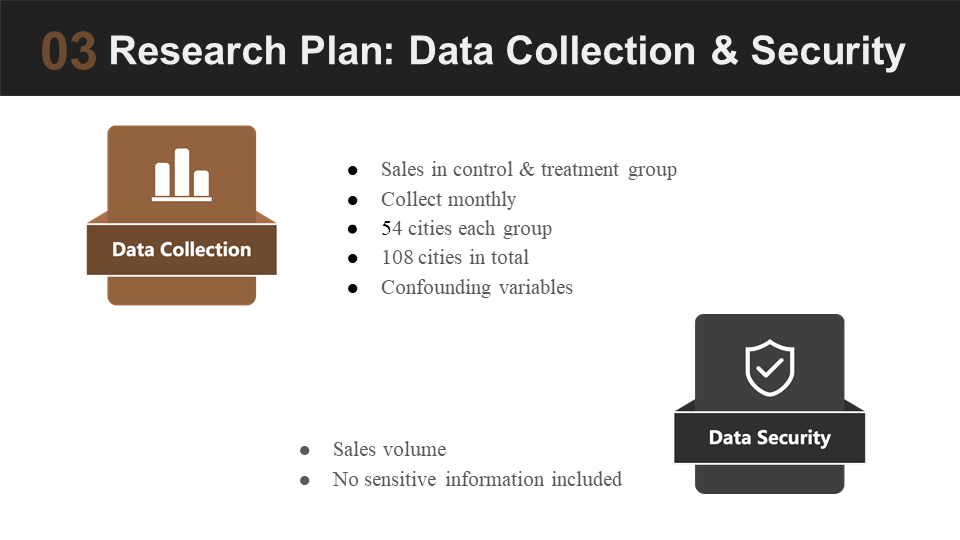 03 Research Plan: Data Collection & Security
Data Collection
● Sales in control & treatment group
● Collect monthly
● 54 cities each group
● 108 cities in total
● Confounding variables
Data Security
● Sales volume
● No sensitive information included